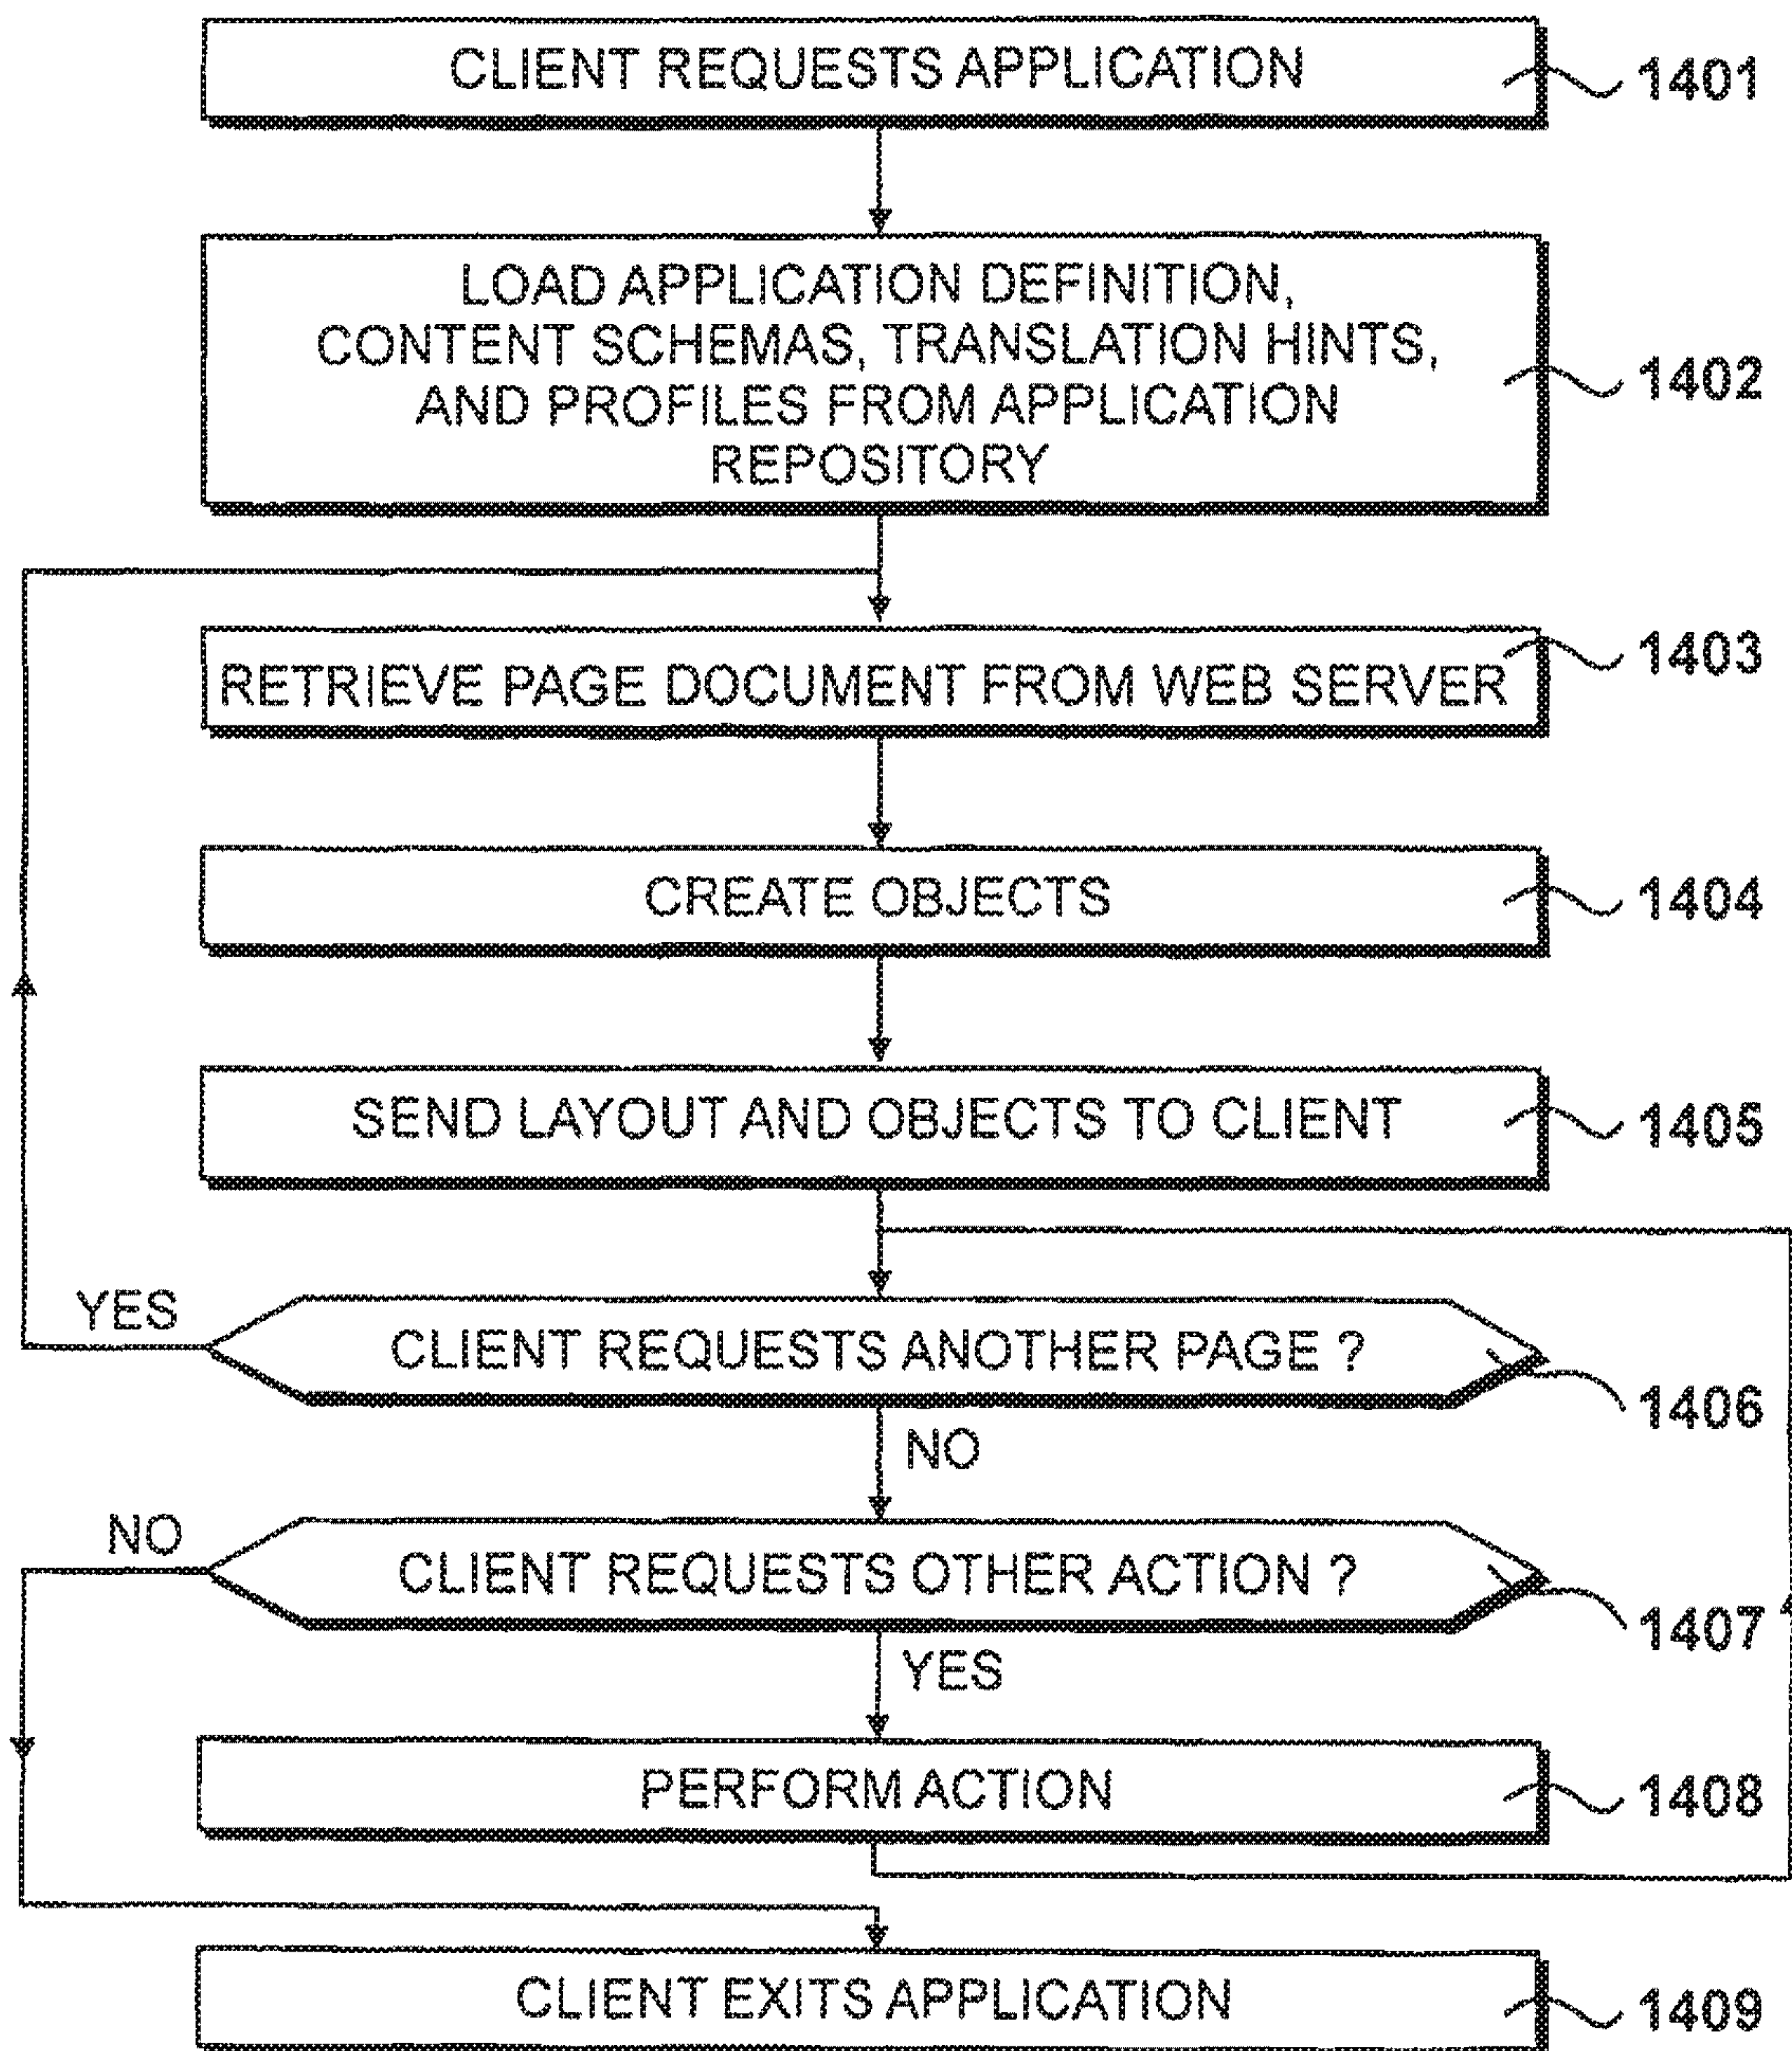 CLIENT REQUESTS APPLICATION
1401
LOAD APPLICATION DEFINITION,
CONTENT SCHEMAS, TRANSLATION HINTS,
AND PROFILES FROM APPLICATION
REPOSITORY
1402
RETRIEVE PAGE DOCUMENT FROM WEB SERVER
1403
CREATE OBJECTS
1404
SEND LAYOUT AND OBJECTS TO CLIENT
1405
YES
CLIENT REQUESTS ANOTHER PAGE ?
1406
NO
NO
CLIENT REQUESTS OTHER ACTION ?
1407
YES
PERFORM ACTION
1408
CLIENT EXITS APPLICATION
1409